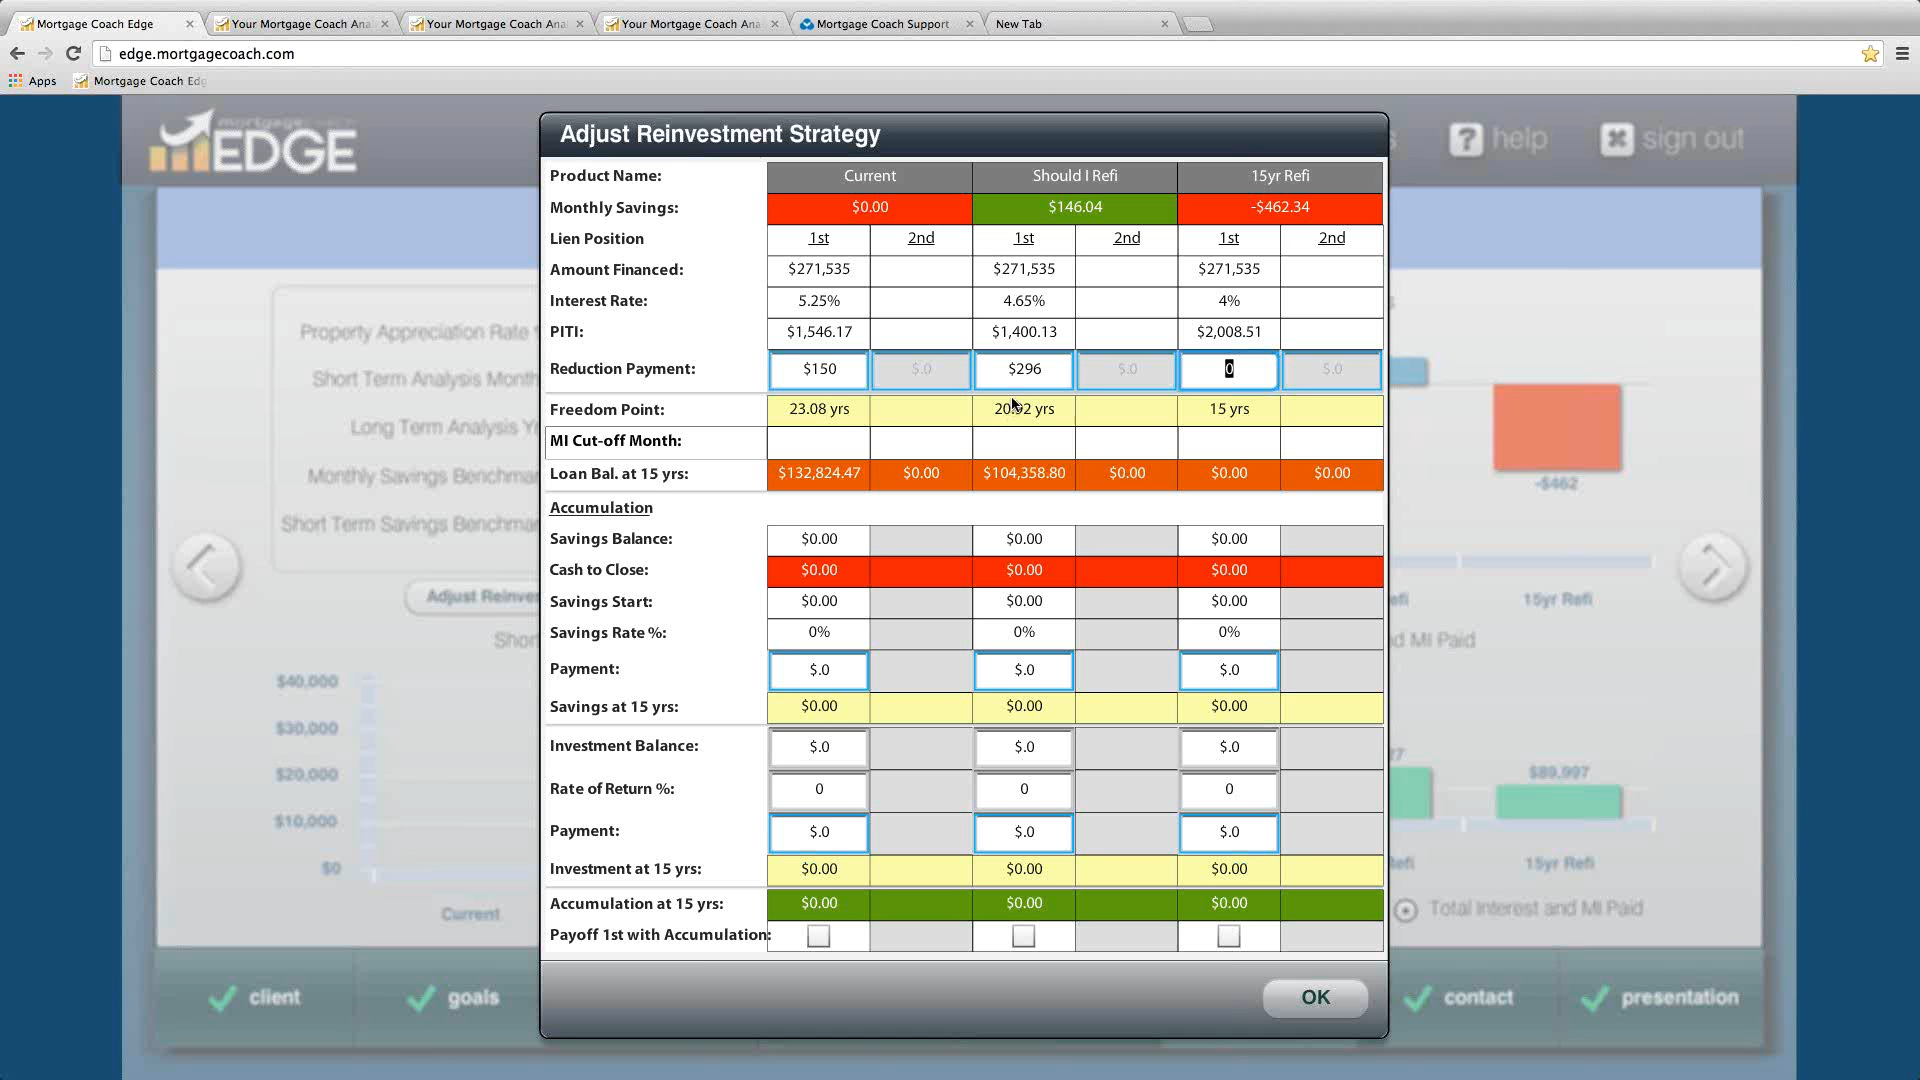 Mortgage Coach Edge
Your Mortgage Coach Ana
Your Mortgage Coach Ana
Your Mortgage Coach Ana
Mortgage Coach Support
New Tab
edge.mortgagecoach.com
Apps Mortgage Coach Edg
mortgagecoach
EDGE
help
sign out
Adjust Reinvestment Strategy
Product Name: Current Should I Refi 15yr Refi
Monthly Savings: $0.00 $146.04 -$462.34
Lien Position 1st 2nd 1st 2nd 1st 2nd
Amount Financed: $271,535 $271,535 $271,535
Interest Rate: 5.25% 4.65% 4%
PITI: $1,546.17 $1,400.13 $2,008.51
Reduction Payment: $150 $.0 $296 $.0 0 $.0
Freedom Point: 23.08 yrs 20.92 yrs 15 yrs
MI Cut-off Month:
Loan Bal. at 15 yrs: $132,824.47 $0.00 $104,358.80 $0.00 $0.00 $0.00
Accumulation
Savings Balance: $0.00 $0.00 $0.00
Cash to Close: $0.00 $0.00 $0.00
Savings Start: $0.00 $0.00 $0.00
Savings Rate %: 0% 0% 0%
Payment: $.0 $.0 $.0
Savings at 15 yrs: $0.00 $0.00 $0.00
Investment Balance: $.0 $.0 $.0
Rate of Return %: 0 0 0
Payment: $.0 $.0 $.0
Investment at 15 yrs: $0.00 $0.00 $0.00
Accumulation at 15 yrs: $0.00 $0.00 $0.00
Payoff 1st with Accumulation:
OK
Property Appreciation Rate
Short Term Analysis Month
Long Term Analysis Y
Monthly Savings Benchmar
Short Term Savings Benchmar
Adjust Reinve
Short
$40,000
$30,000
$20,000
$10,000
$0
Current
-$462
efi 15yr Refi
d MI Paid
$89,997
Refi 15yr Refi
Total Interest and MI Paid
client
goals
contact
presentation